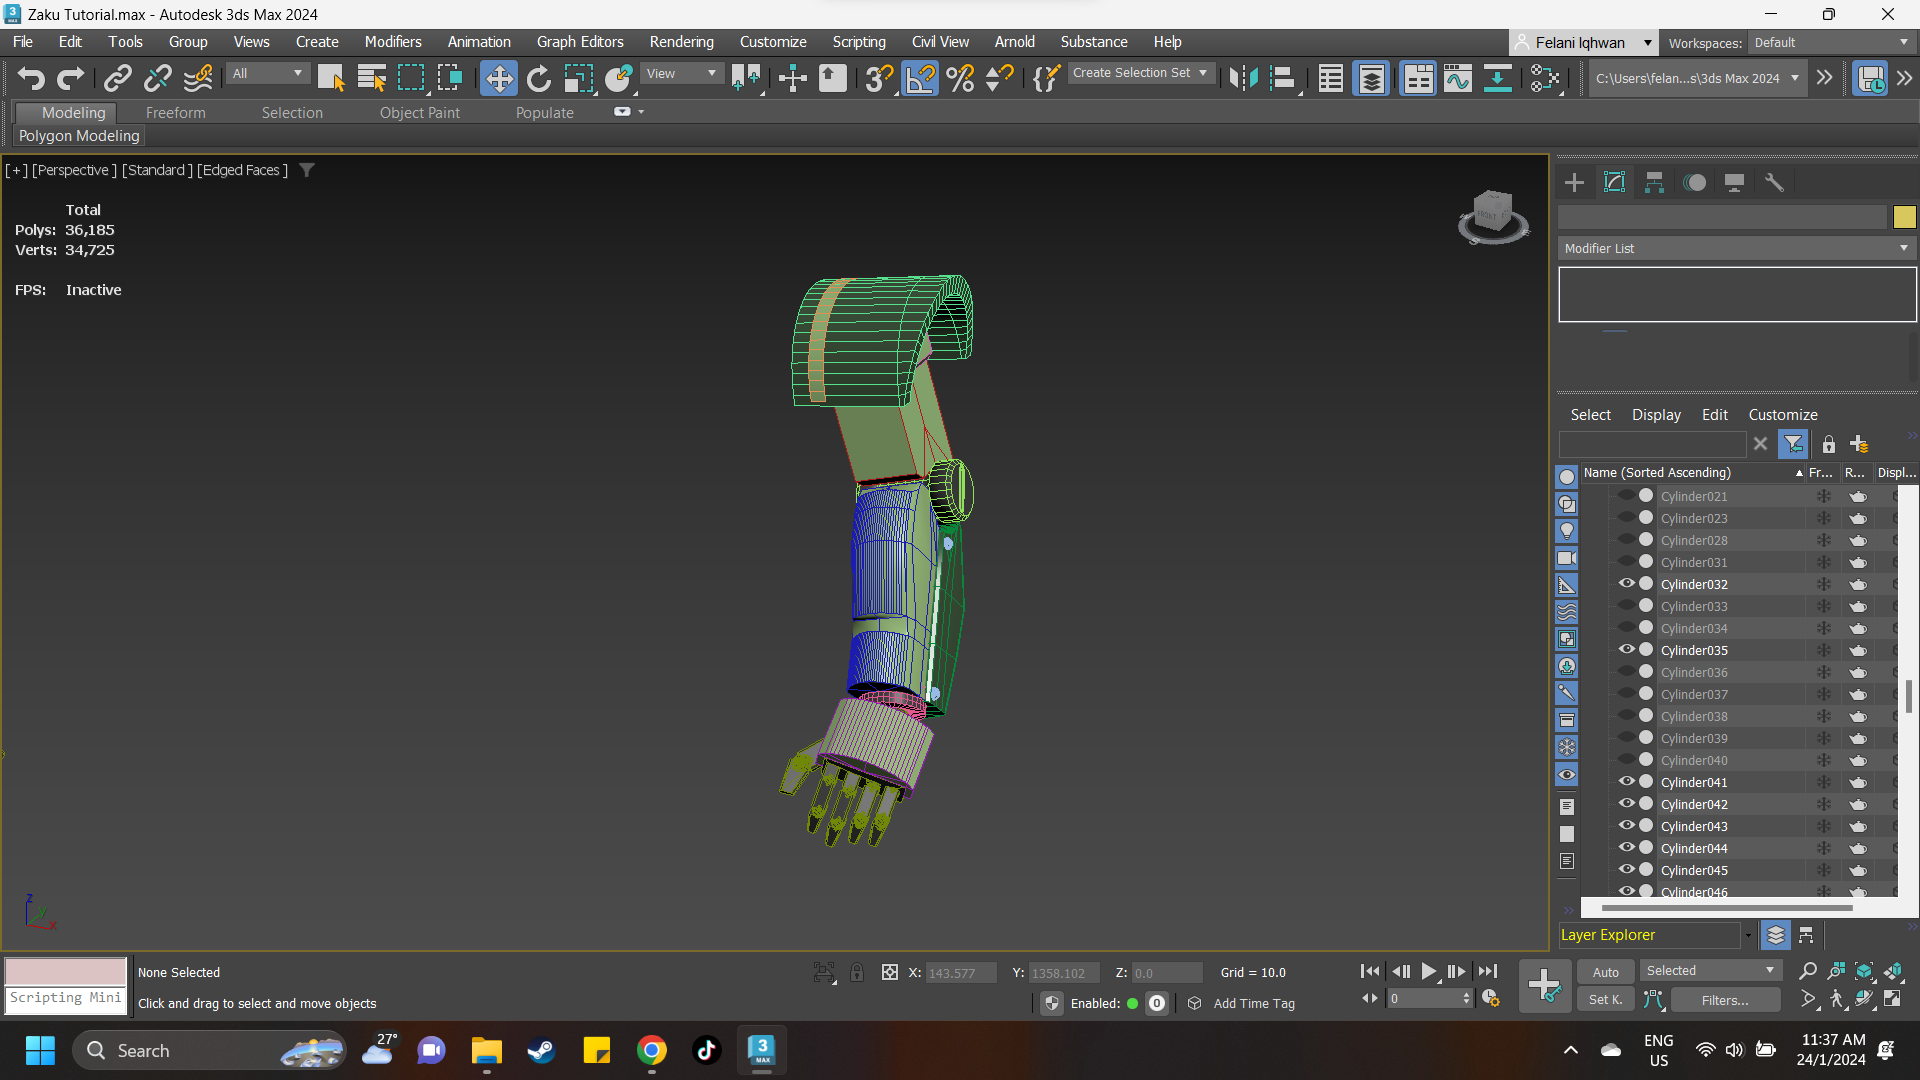 Zaku Tutorial.max - Autodesk 3ds Max 2024
File Edit Tools Group Views Create Modifiers Animation Graph Editors Rendering Customize Scripting Civil View Arnold Substance Help
Felani Iqhwan
Workspaces: Default
All
View
Create Selection Set
C:\Users\felan...s\3ds Max 2024
Modeling Freeform Selection Object Paint Populate
Polygon Modeling
[+] [Perspective ] [Standard ] [Edged Faces ]
Total
Polys: 36,185
Verts: 34,725
FPS: Inactive
FRONT
Modifier List
Select Display Edit Customize
Name (Sorted Ascending) Fr... R... Displ...
Cylinder021
Cylinder023
Cylinder028
Cylinder031
Cylinder032
Cylinder033
Cylinder034
Cylinder035
Cylinder036
Cylinder037
Cylinder038
Cylinder039
Cylinder040
Cylinder041
Cylinder042
Cylinder043
Cylinder044
Cylinder045
Cylinder046
Layer Explorer
z
y
x
None Selected
X: 143.577 Y: 1358.102 Z: 0.0 Grid = 10.0
Scripting Mini
Click and drag to select and move objects
Enabled: 0 Add Time Tag
0
Auto Selected
Set K. Filters...
Search
27°
3
MAX
ENG
US
11:37 AM
24/1/2024